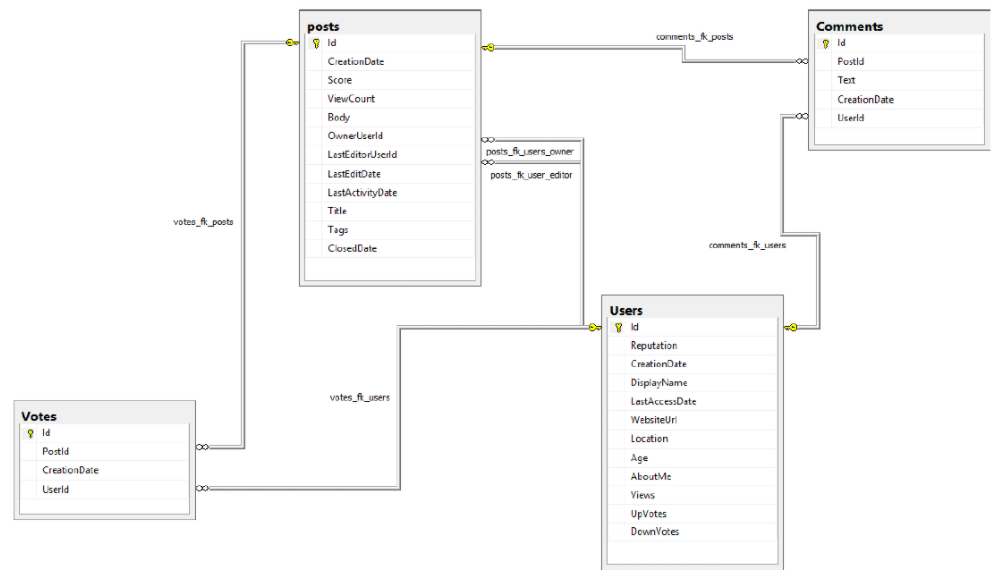 posts
Id
CreationDate
Score
ViewCount
Body
OwnerUserId
LastEditorUserId
LastEditDate
LastActivityDate
Title
Tags
ClosedDate
comments_fk_posts
Comments
Id
PostId
Text
CreationDate
UserId
posts_fk_users_owner
posts_fk_user_editor
votes_fk_posts
comments_fk_users
Users
Id
Reputation
CreationDate
DisplayName
LastAccessDate
WebsiteUrl
Location
Age
AboutMe
Views
UpVotes
DownVotes
votes_fk_users
Votes
Id
PostId
CreationDate
UserId